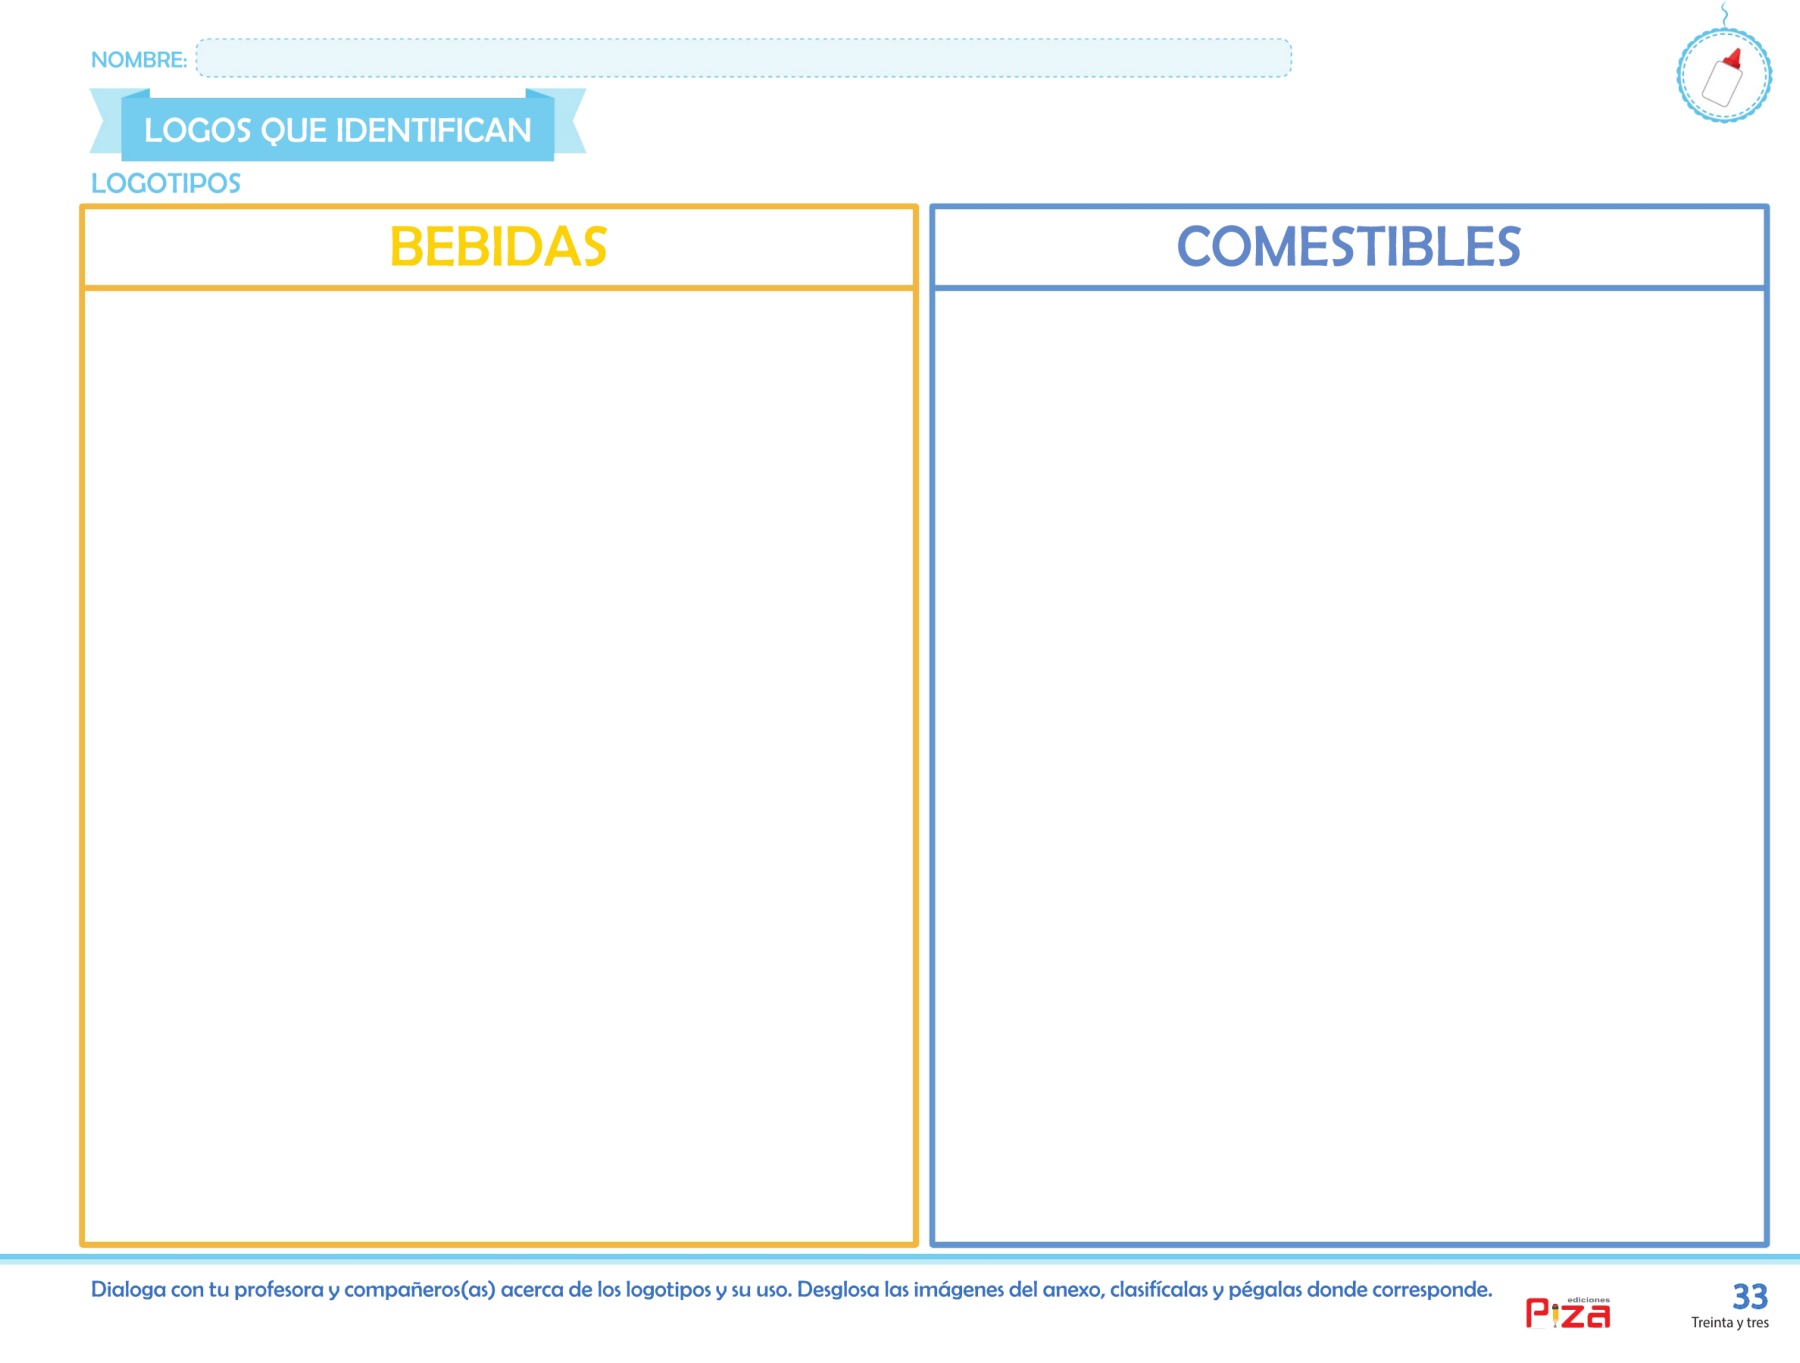 NOMBRE:
LOGOS QUE IDENTIFICAN
LOGOTIPOS
BEBIDAS
COMESTIBLES
Dialoga con tu profesora y compañeros(as) acerca de los logotipos y su uso. Desglosa las imágenes del anexo, clasifícalas y pégalas donde corresponde.
ediciones
Piza
33
Treinta y tres